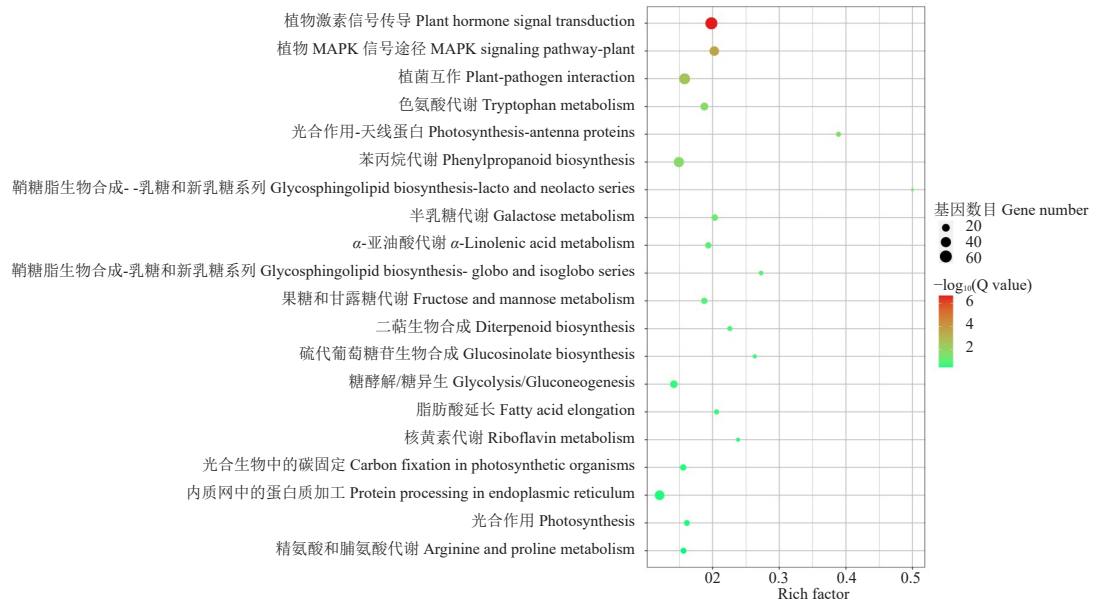 植物激素信号传导 Plant hormone signal transduction
植物 MAPK 信号途径 MAPK signaling pathway-plant
植菌互作 Plant-pathogen interaction
色氨酸代谢 Tryptophan metabolism
光合作用-天线蛋白 Photosynthesis-antenna proteins
苯丙烷代谢 Phenylpropanoid biosynthesis
鞘糖脂生物合成- -乳糖和新乳糖系列 Glycosphingolipid biosynthesis-lacto and neolacto series
半乳糖代谢 Galactose metabolism
α-亚油酸代谢 α-Linolenic acid metabolism
鞘糖脂生物合成-乳糖和新乳糖系列 Glycosphingolipid biosynthesis- globo and isoglobo series
果糖和甘露糖代谢 Fructose and mannose metabolism
二萜生物合成 Diterpenoid biosynthesis
硫代葡萄糖苷生物合成 Glucosinolate biosynthesis
糖酵解/糖异生 Glycolysis/Gluconeogenesis
脂肪酸延长 Fatty acid elongation
核黄素代谢 Riboflavin metabolism
光合生物中的碳固定 Carbon fixation in photosynthetic organisms
内质网中的蛋白质加工 Protein processing in endoplasmic reticulum
光合作用 Photosynthesis
精氨酸和脯氨酸代谢 Arginine and proline metabolism
02 0.3 0.4 0.5
Rich factor
基因数目 Gene number
20
40
60
−log₁₀(Q value)
6
4
2